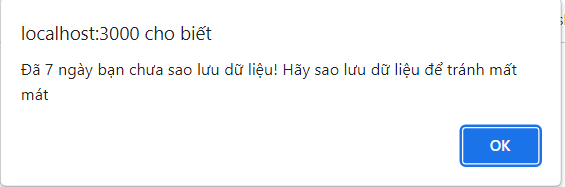 localhost:3000 cho biết
Đã 7 ngày bạn chưa sao lưu dữ liệu! Hãy sao lưu dữ liệu để tránh mất
mát
OK